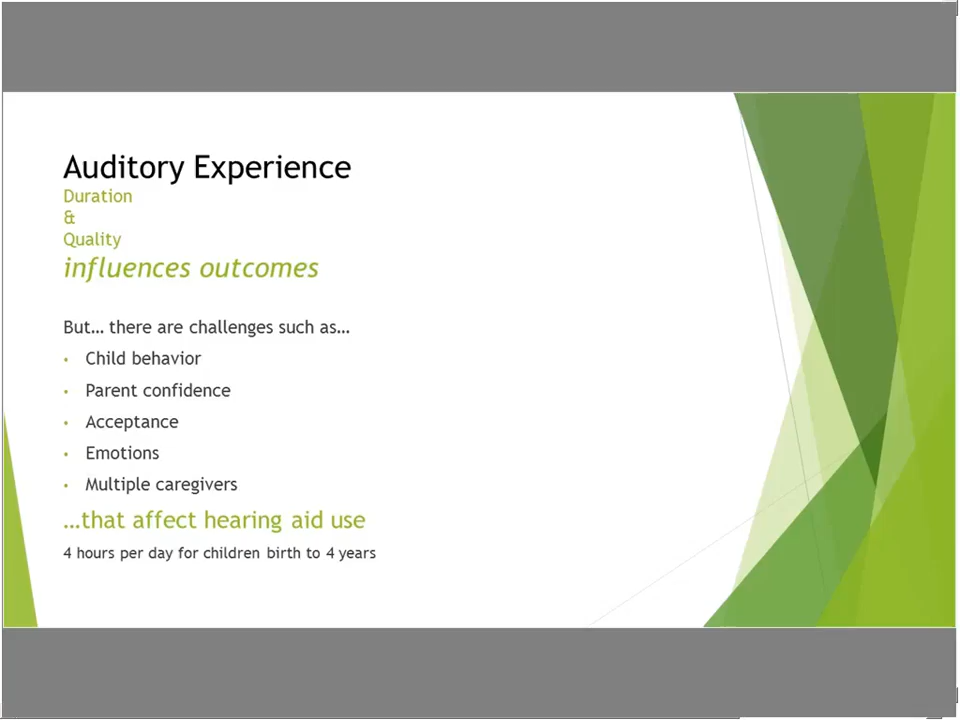 Auditory Experience
Duration
&
Quality
influences outcomes
But… there are challenges such as…
• Child behavior
• Parent confidence
• Acceptance
• Emotions
• Multiple caregivers
…that affect hearing aid use
4 hours per day for children birth to 4 years